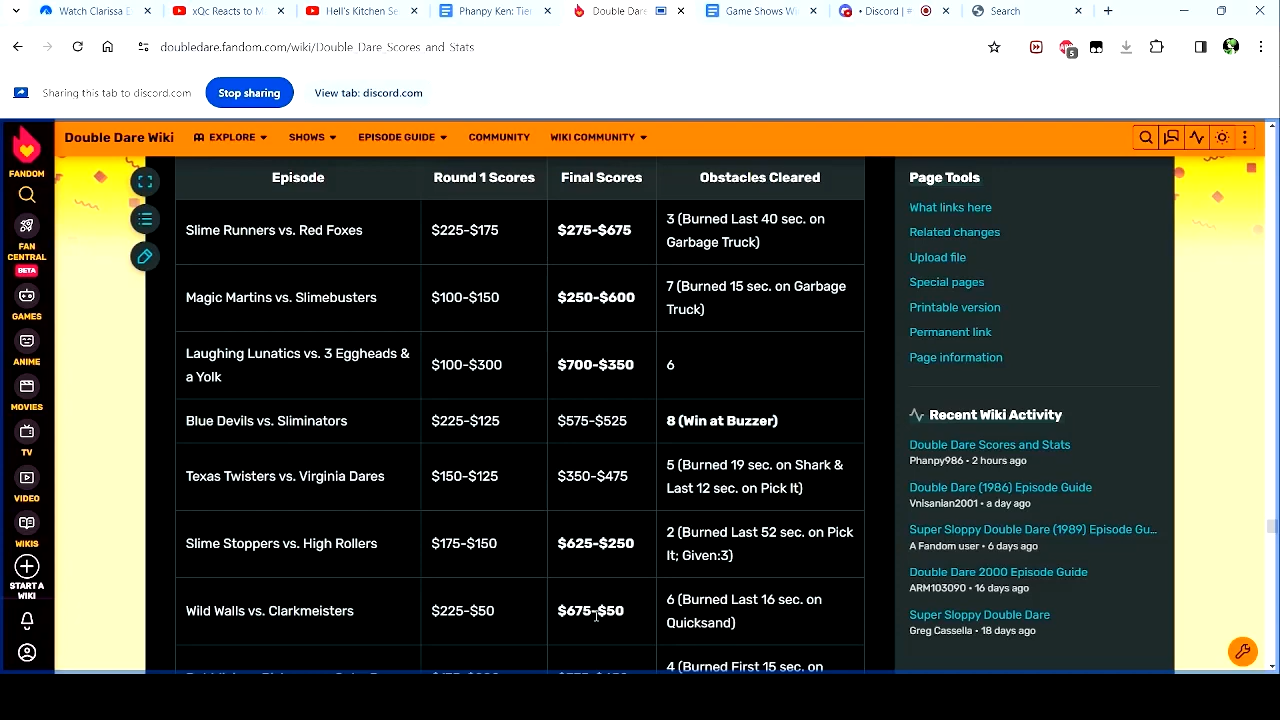 Watch Clarissa E
xQc Reacts to M
Hell's Kitchen Se
Phanpy Ken: Tie
Double Dare
Game Shows Wi
• Discord | #
Search
doubledare.fandom.com/wiki/Double_Dare_Scores_and_Stats
5
Sharing this tab to discord.com
Stop sharing
View tab: discord.com
Double Dare Wiki
EXPLORE
SHOWS
EPISODE GUIDE
COMMUNITY
WIKI COMMUNITY
FANDOM
FAN CENTRAL
BETA
GAMES
ANIME
MOVIES
TV
VIDEO
WIKIS
START A WIKI
Episode Round 1 Scores Final Scores Obstacles Cleared
Slime Runners vs. Red Foxes $225-$175 $275-$675 3 (Burned Last 40 sec. on
Garbage Truck)
Magic Martins vs. Slimebusters $100-$150 $250-$600 7 (Burned 15 sec. on Garbage
Truck)
Laughing Lunatics vs. 3 Eggheads &
a Yolk $100-$300 $700-$350 6
Blue Devils vs. Sliminators $225-$125 $575-$525 8 (Win at Buzzer)
Texas Twisters vs. Virginia Dares $150-$125 $350-$475 5 (Burned 19 sec. on Shark &
Last 12 sec. on Pick It)
Slime Stoppers vs. High Rollers $175-$150 $625-$250 2 (Burned Last 52 sec. on Pick
It; Given:3)
Wild Walls vs. Clarkmeisters $225-$50 $675-$50 6 (Burned Last 16 sec. on
Quicksand)
4 (Burned First 15 sec. on
Page Tools
What links here
Related changes
Upload file
Special pages
Printable version
Permanent link
Page information
Recent Wiki Activity
Double Dare Scores and Stats
Phanpy986 • 2 hours ago
Double Dare (1986) Episode Guide
Vnisanian2001 • a day ago
Super Sloppy Double Dare (1989) Episode Gu...
A Fandom user • 6 days ago
Double Dare 2000 Episode Guide
ARM103090 • 16 days ago
Super Sloppy Double Dare
Greg Cassella • 18 days ago